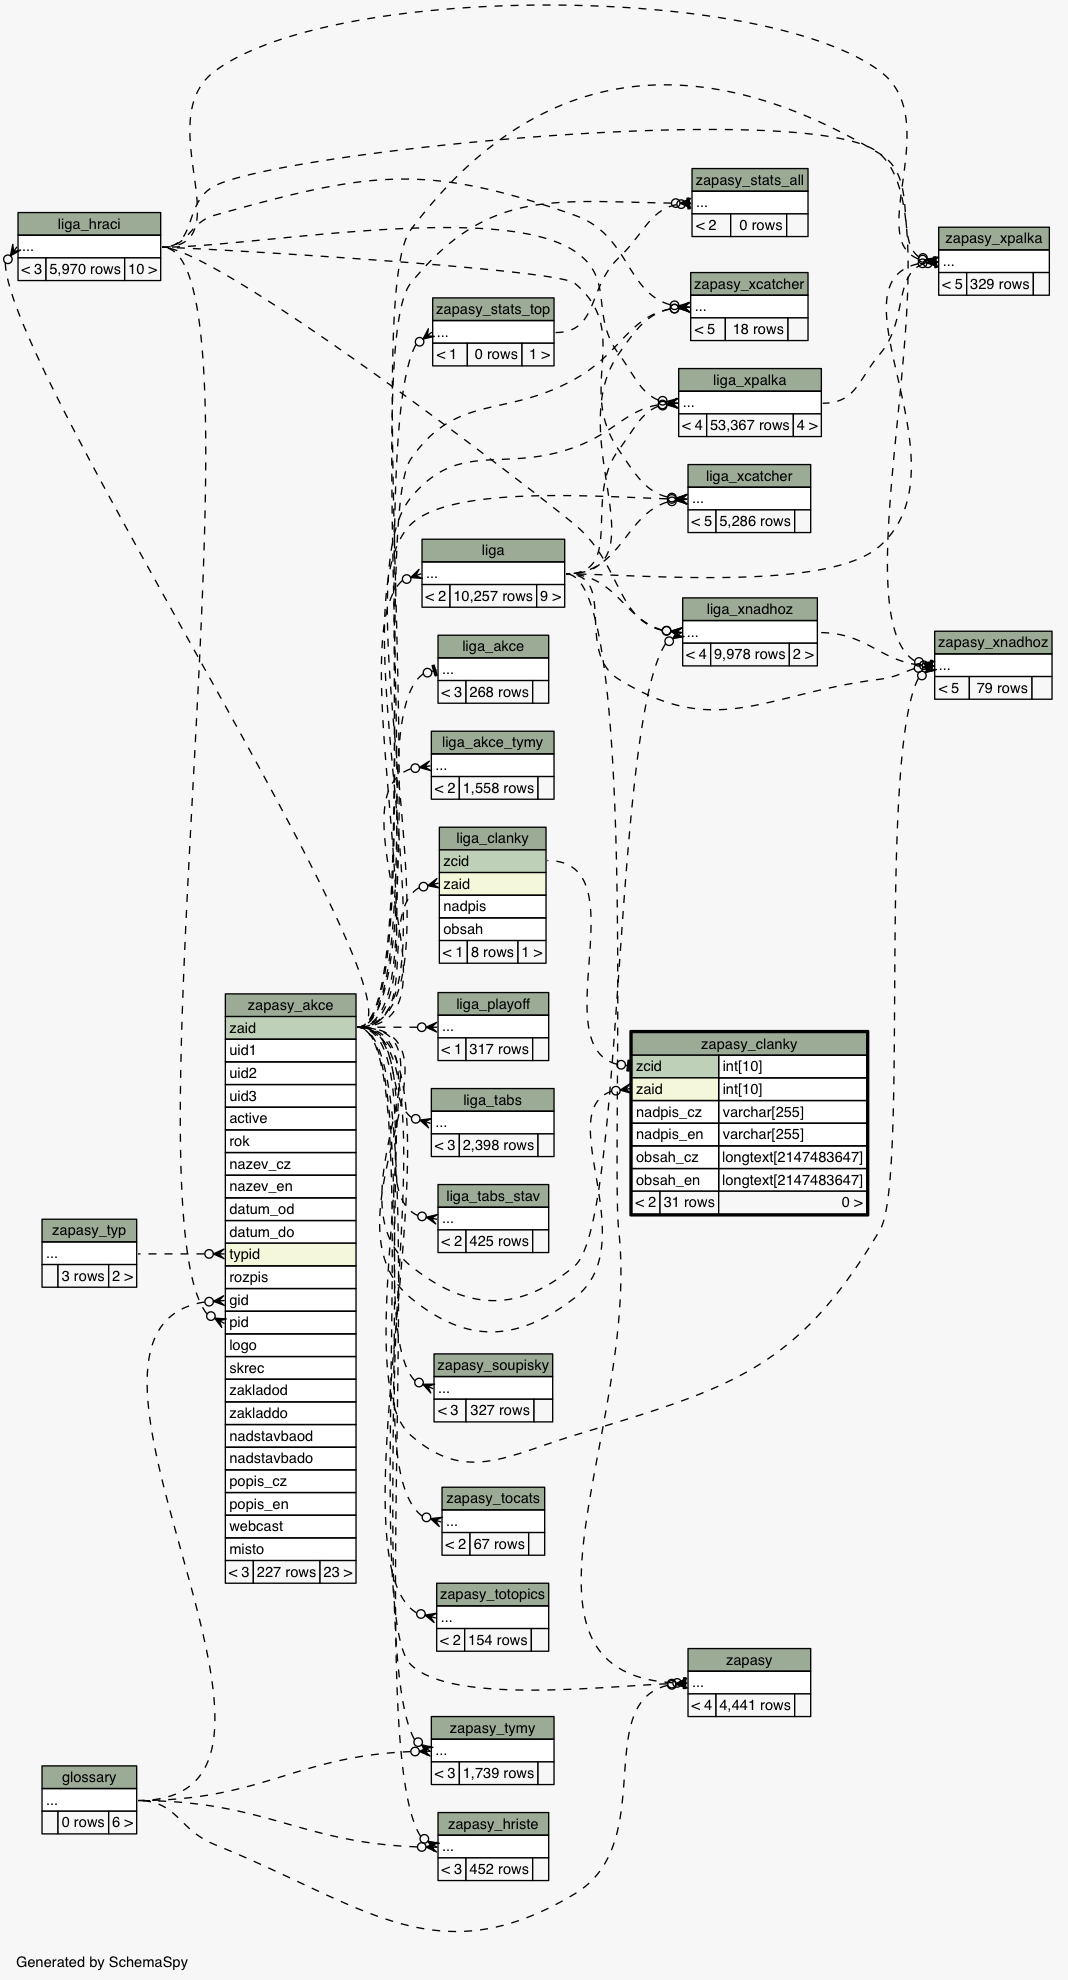 zapasy_stats_all
...
< 2 0 rows
liga_hraci
...
< 3 5,970 rows 10 >
zapasy_xpalka
...
< 5 329 rows
zapasy_xcatcher
...
< 5 18 rows
zapasy_stats_top
...
< 1 0 rows 1 >
liga_xpalka
...
< 4 53,367 rows 4 >
liga_xcatcher
...
< 5 5,286 rows
liga
...
< 2 10,257 rows 9 >
liga_xnadhoz
...
< 4 9,978 rows 2 >
zapasy_xnadhoz
...
< 5 79 rows
liga_akce
...
< 3 268 rows
liga_akce_tymy
...
< 2 1,558 rows
liga_clanky
zcid
zaid
nadpis
obsah
< 1 8 rows 1 >
zapasy_akce
zaid
uid1
uid2
uid3
active
rok
nazev_cz
nazev_en
datum_od
datum_do
typid
rozpis
gid
pid
logo
skrec
zakladod
zakladdo
nadstavbaod
nadstavbado
popis_cz
popis_en
webcast
misto
< 3 227 rows 23 >
liga_playoff
...
< 1 317 rows
zapasy_clanky
zcid int[10]
zaid int[10]
nadpis_cz varchar[255]
nadpis_en varchar[255]
obsah_cz longtext[2147483647]
obsah_en longtext[2147483647]
< 2 31 rows 0 >
liga_tabs
...
< 3 2,398 rows
liga_tabs_stav
...
< 2 425 rows
zapasy_typ
...
3 rows 2 >
zapasy_soupisky
...
< 3 327 rows
zapasy_tocats
...
< 2 67 rows
zapasy_totopics
...
< 2 154 rows
zapasy
...
< 4 4,441 rows
zapasy_tymy
...
< 3 1,739 rows
glossary
...
0 rows 6 >
zapasy_hriste
...
< 3 452 rows
Generated by SchemaSpy